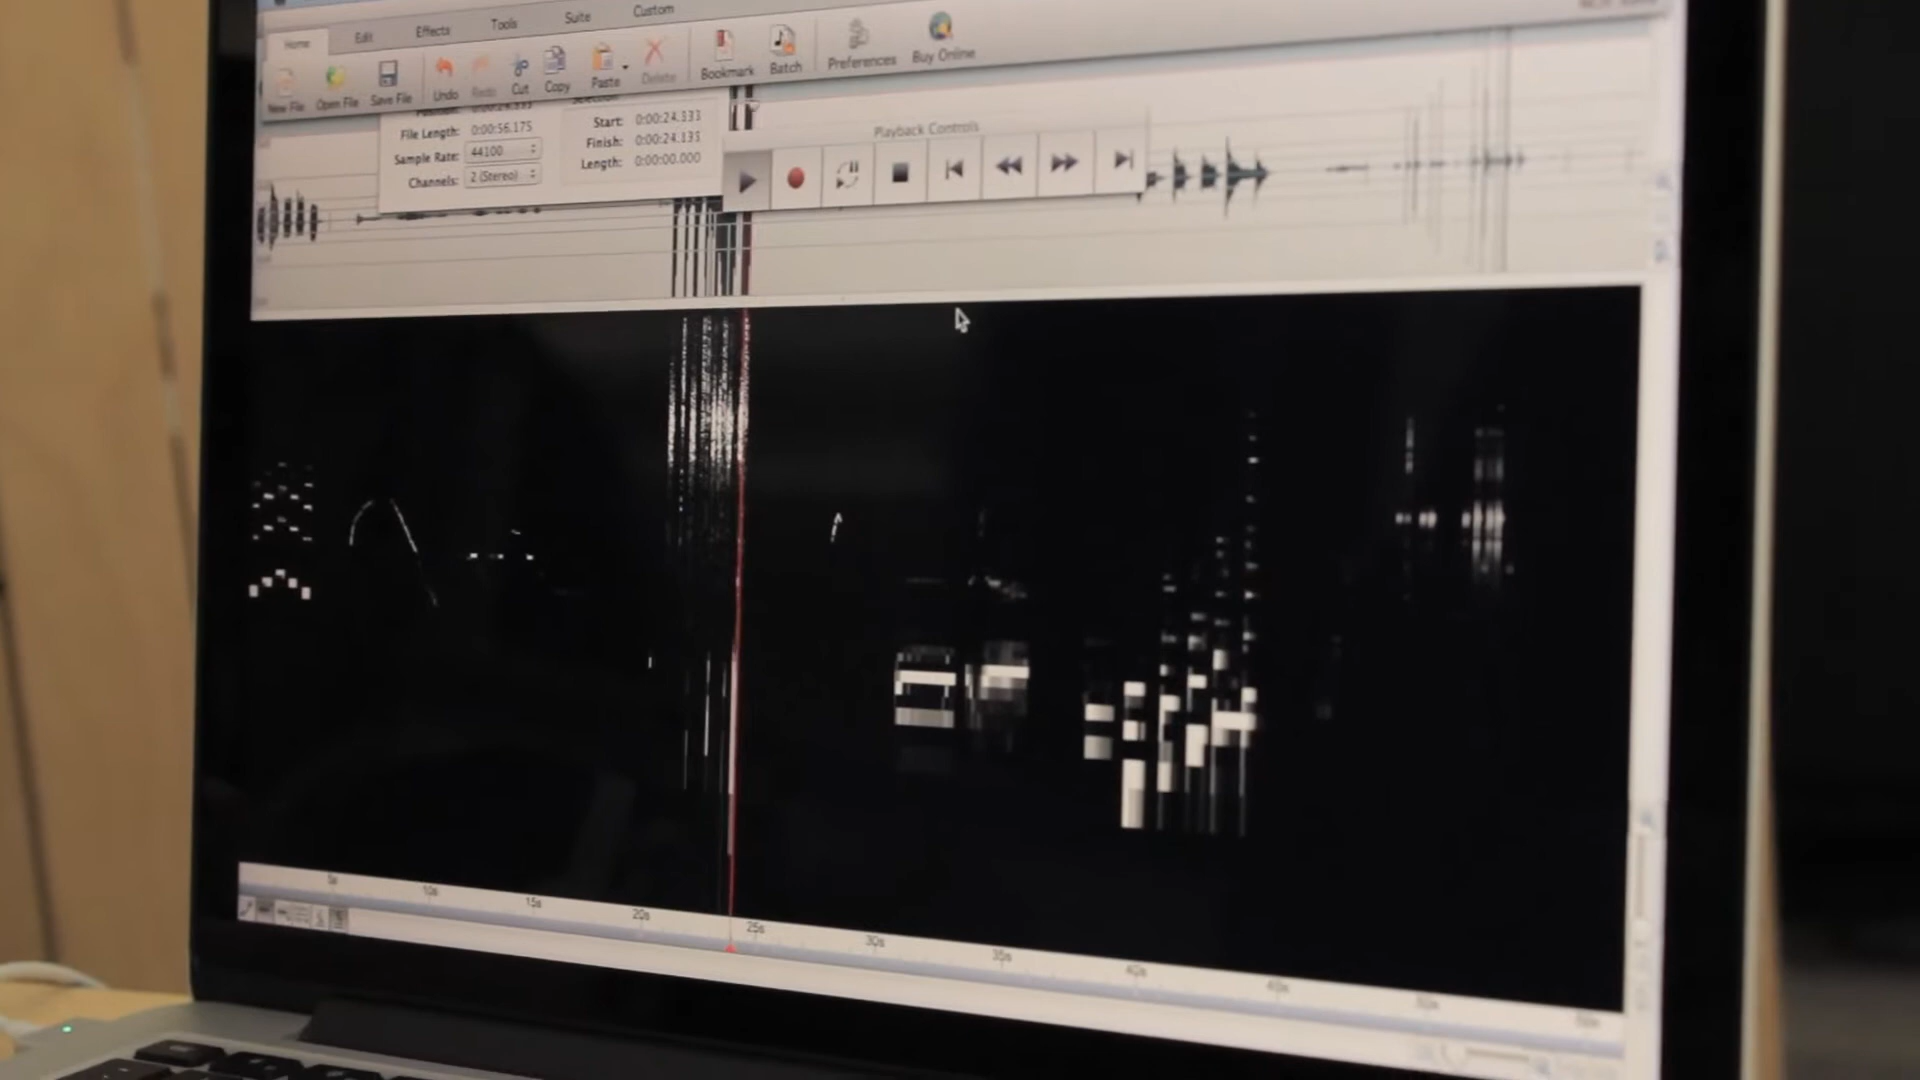 Home Edit Effects Tools Suite Custom
New File Open File Save File Undo Redo Cut Copy Paste Delete Bookmark Batch Preferences Buy Online
File Length: 0:00:56.175
Sample Rate: 44100
Channels: 2 (Stereo)
Start: 0:00:24.333
Finish: 0:00:24.333
Length: 0:00:00.000
Playback Controls
5s 10s 15s 20s 25s 30s 35s 40s 45s 50s